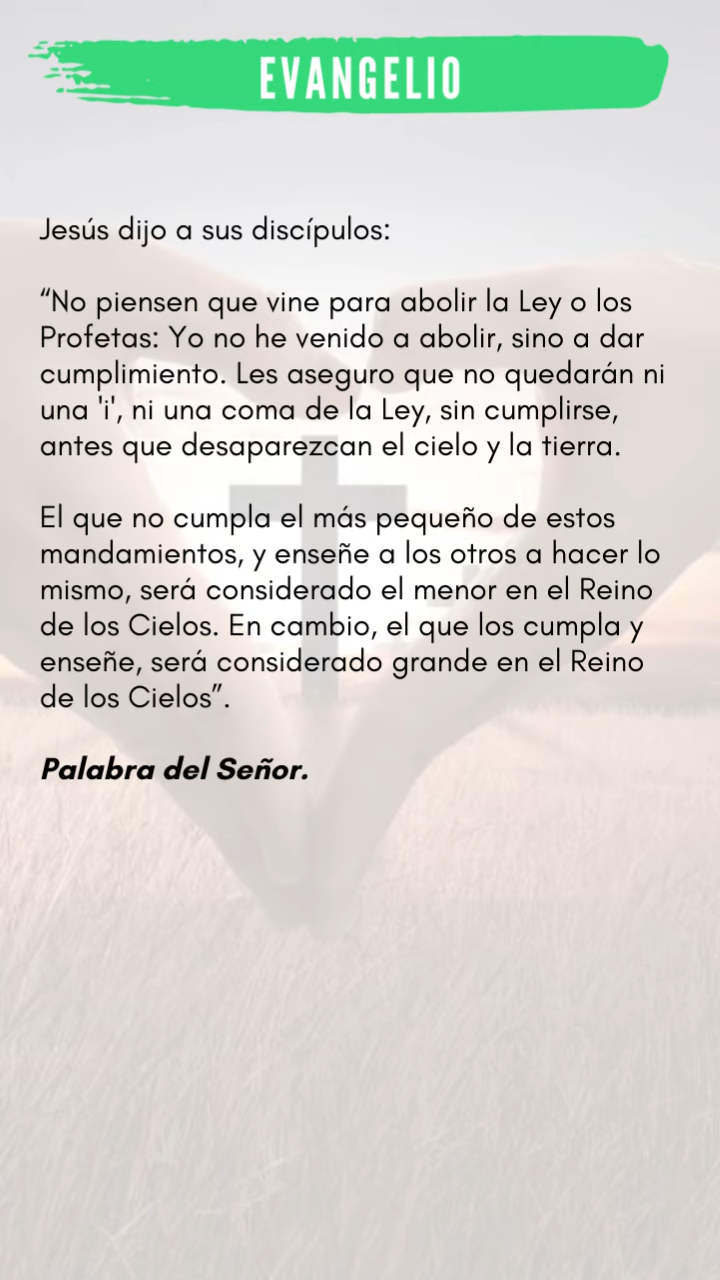 EVANGELIO
Jesús dijo a sus discípulos:
“No piensen que vine para abolir la Ley o los
Profetas: Yo no he venido a abolir, sino a dar
cumplimiento. Les aseguro que no quedarán ni
una 'i', ni una coma de la Ley, sin cumplirse,
antes que desaparezcan el cielo y la tierra.
El que no cumpla el más pequeño de estos
mandamientos, y enseñe a los otros a hacer lo
mismo, será considerado el menor en el Reino
de los Cielos. En cambio, el que los cumpla y
enseñe, será considerado grande en el Reino
de los Cielos”.
Palabra del Señor.